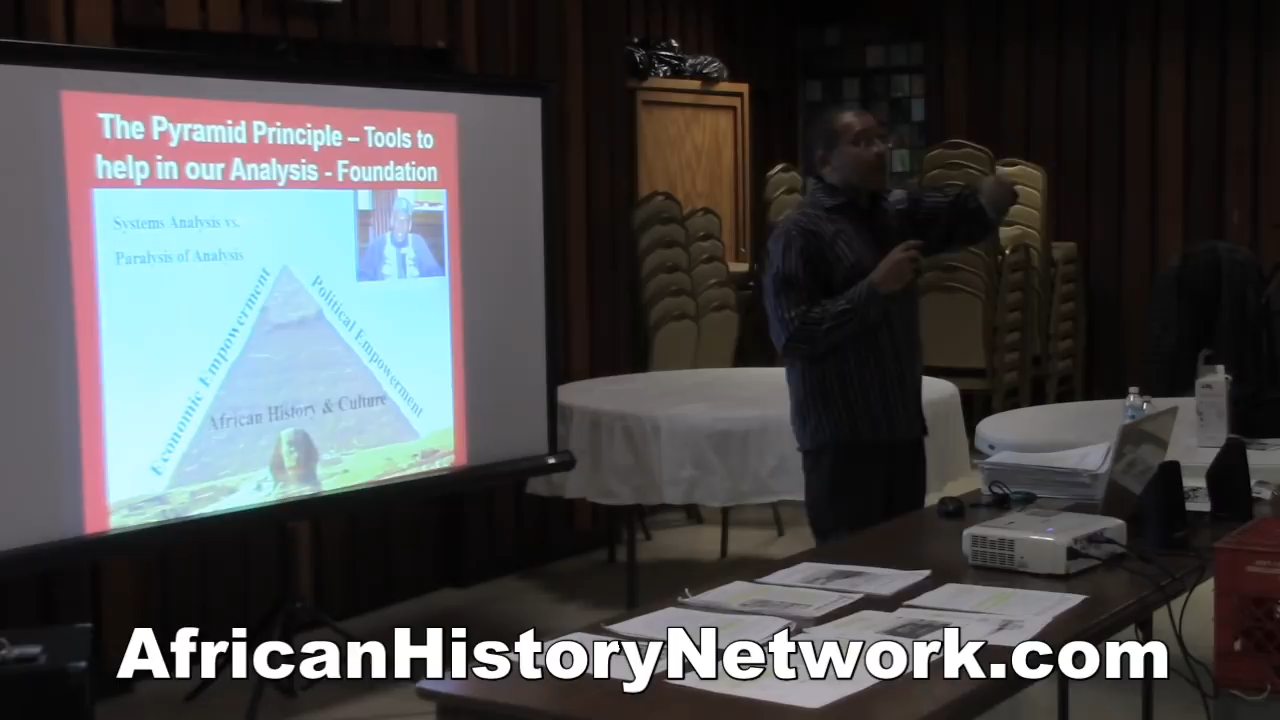 The Pyramid Principle – Tools to
help in our Analysis - Foundation
Systems Analysis vs.
Paralysis of Analysis
Economic Empowerment
Political Empowerment
African History & Culture
AfricanHistoryNetwork.com